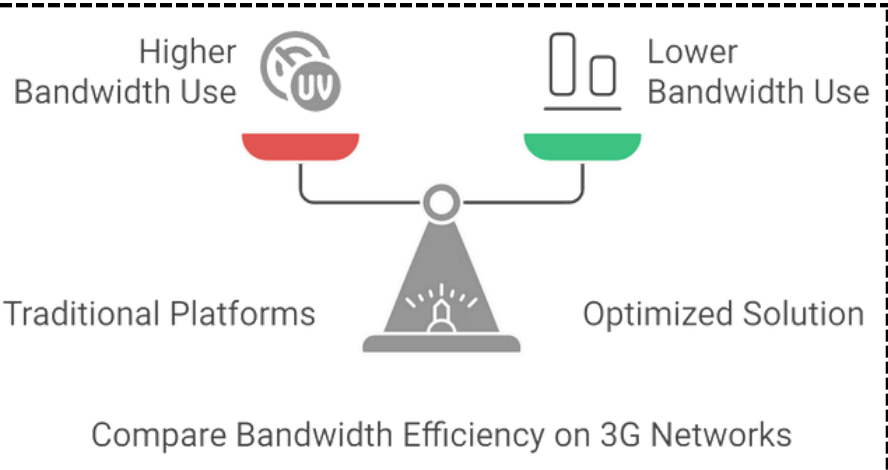 Higher
Bandwidth Use
UV
Lower
Bandwidth Use
Traditional Platforms
Optimized Solution
Compare Bandwidth Efficiency on 3G Networks